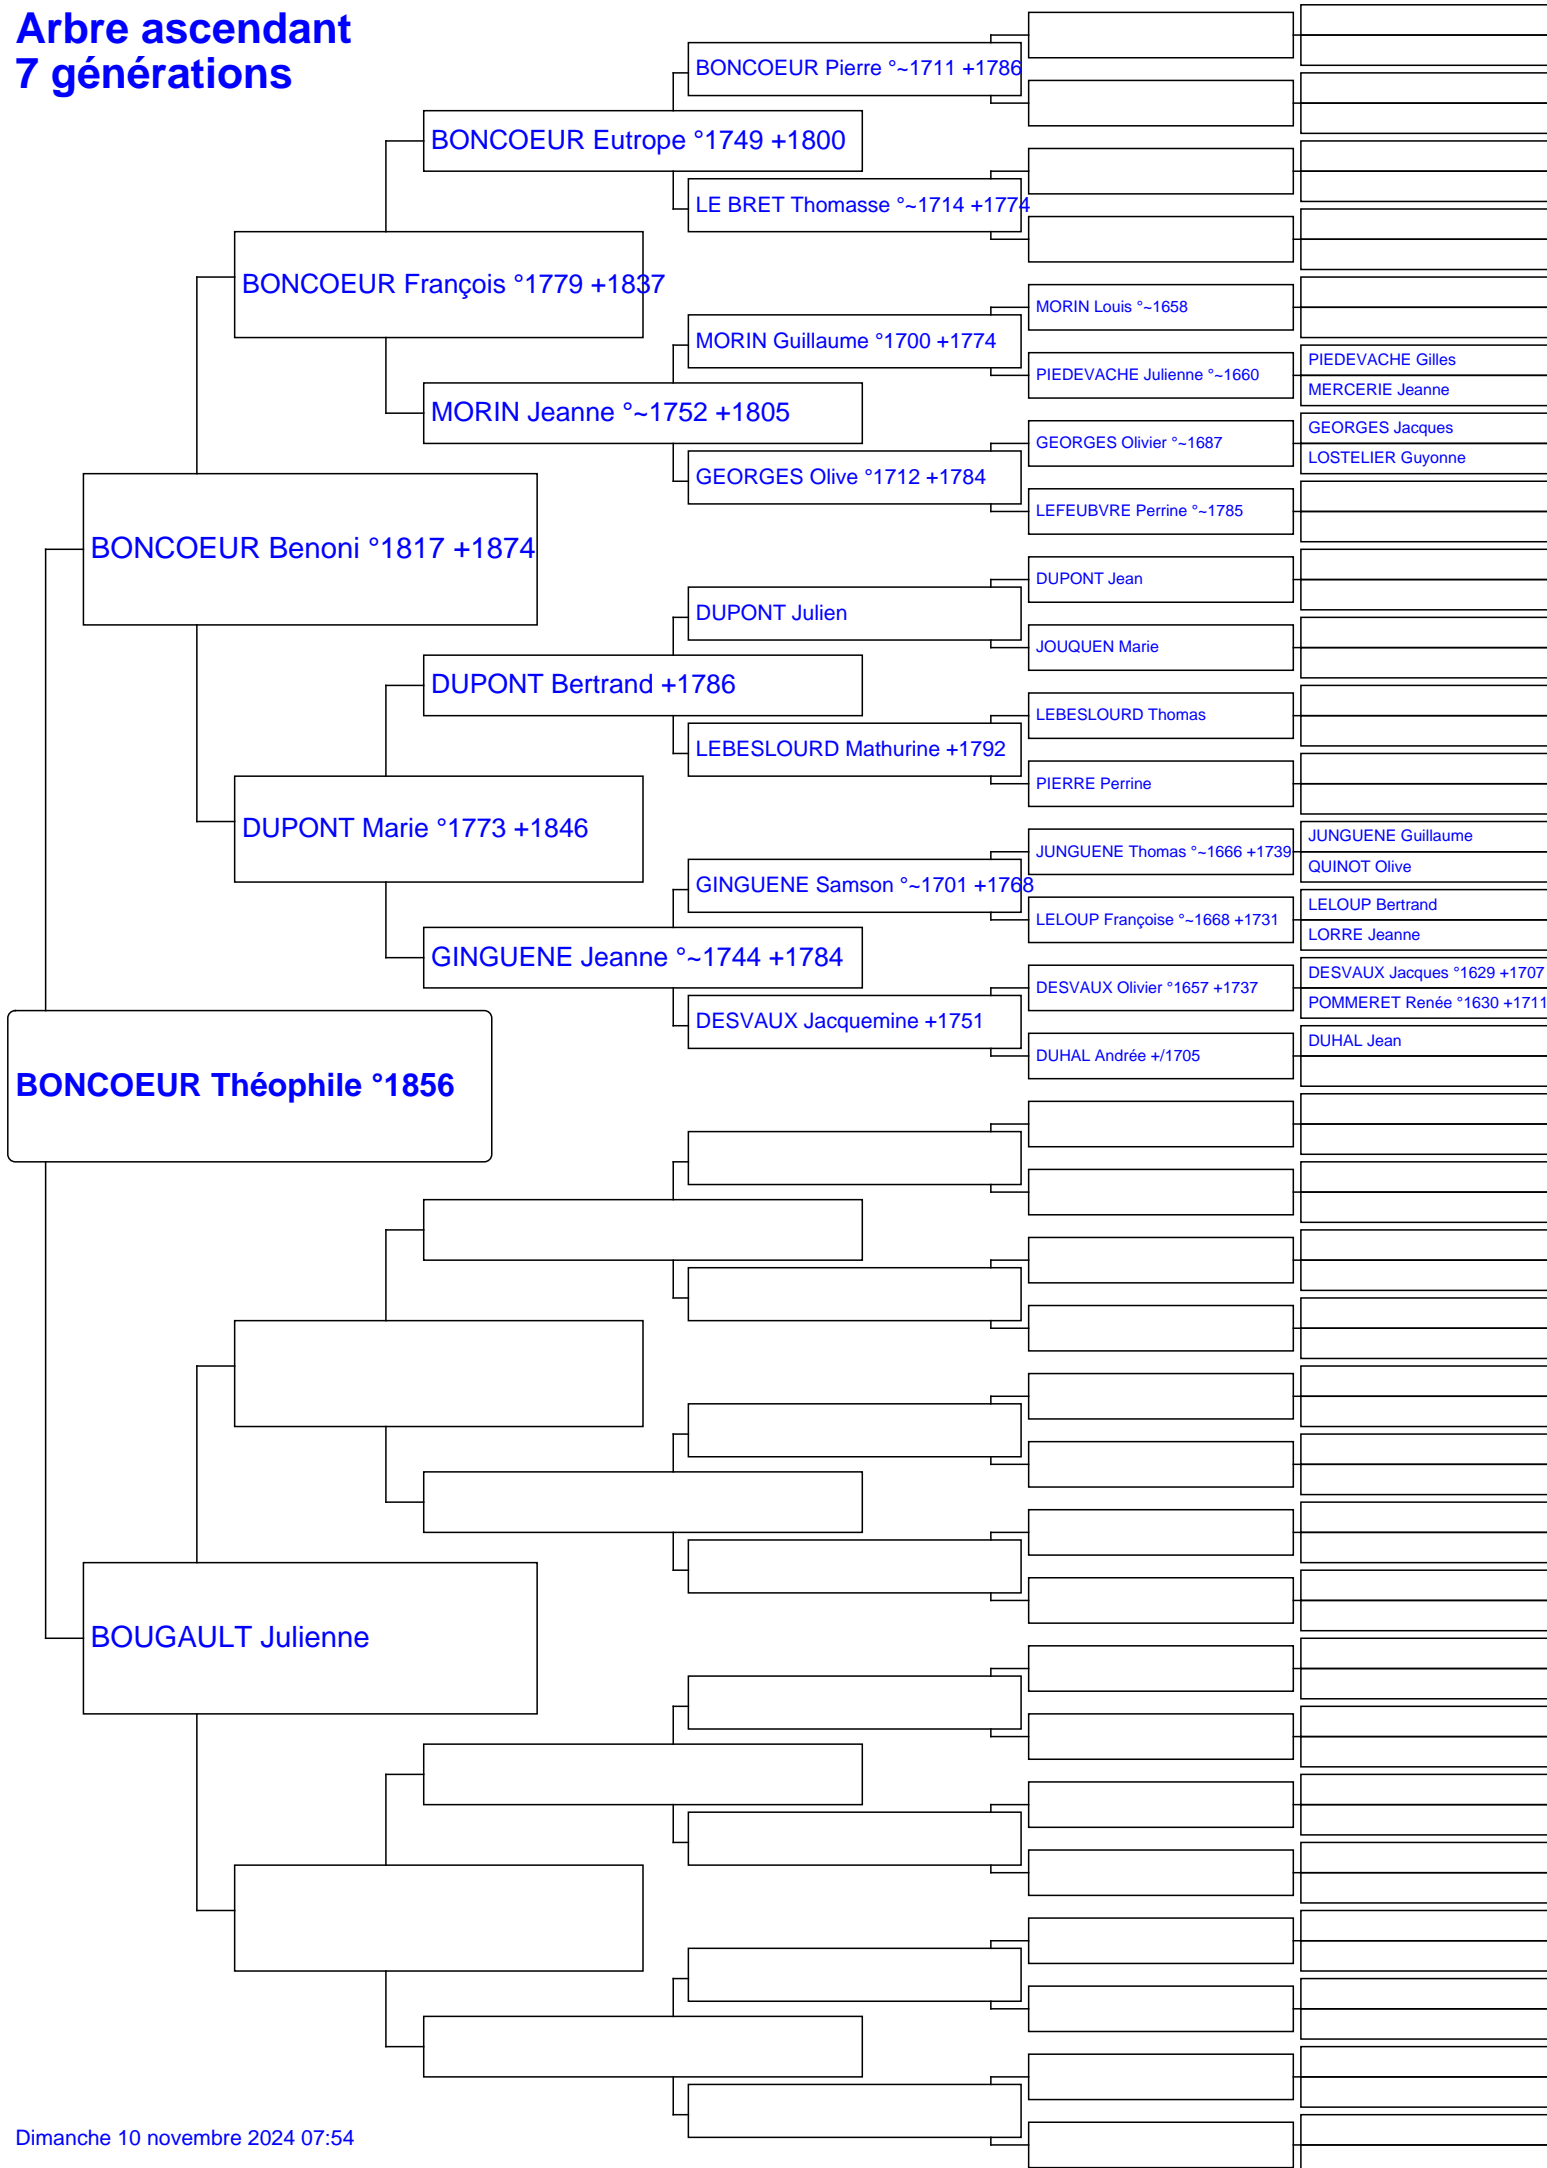 Arbre ascendant
7 générations
BONCOEUR Pierre °~1711 +1786
BONCOEUR Eutrope °1749 +1800
LE BRET Thomasse °~1714 +1774
BONCOEUR François °1779 +1837
MORIN Louis °~1658
MORIN Guillaume °1700 +1774
PIEDEVACHE Gilles
PIEDEVACHE Julienne °~1660
MERCERIE Jeanne
MORIN Jeanne °~1752 +1805
GEORGES Jacques
GEORGES Olivier °~1687
LOSTELIER Guyonne
GEORGES Olive °1712 +1784
LEFEUBVRE Perrine °~1785
BONCOEUR Benoni °1817 +1874
DUPONT Jean
DUPONT Julien
JOUQUEN Marie
DUPONT Bertrand +1786
LEBESLOURD Thomas
LEBESLOURD Mathurine +1792
PIERRE Perrine
DUPONT Marie °1773 +1846
JUNGUENE Guillaume
JUNGUENE Thomas °~1666 +1739
QUINOT Olive
GINGUENE Samson °~1701 +1768
LELOUP Bertrand
LELOUP Françoise °~1668 +1731
LORRE Jeanne
GINGUENE Jeanne °~1744 +1784
DESVAUX Jacques °1629 +1707
DESVAUX Olivier °1657 +1737
POMMERET Renée °1630 +1711
DESVAUX Jacquemine +1751
DUHAL Jean
DUHAL Andrée +/1705
BONCOEUR Théophile °1856
BOUGAULT Julienne
Dimanche 10 novembre 2024 07:54